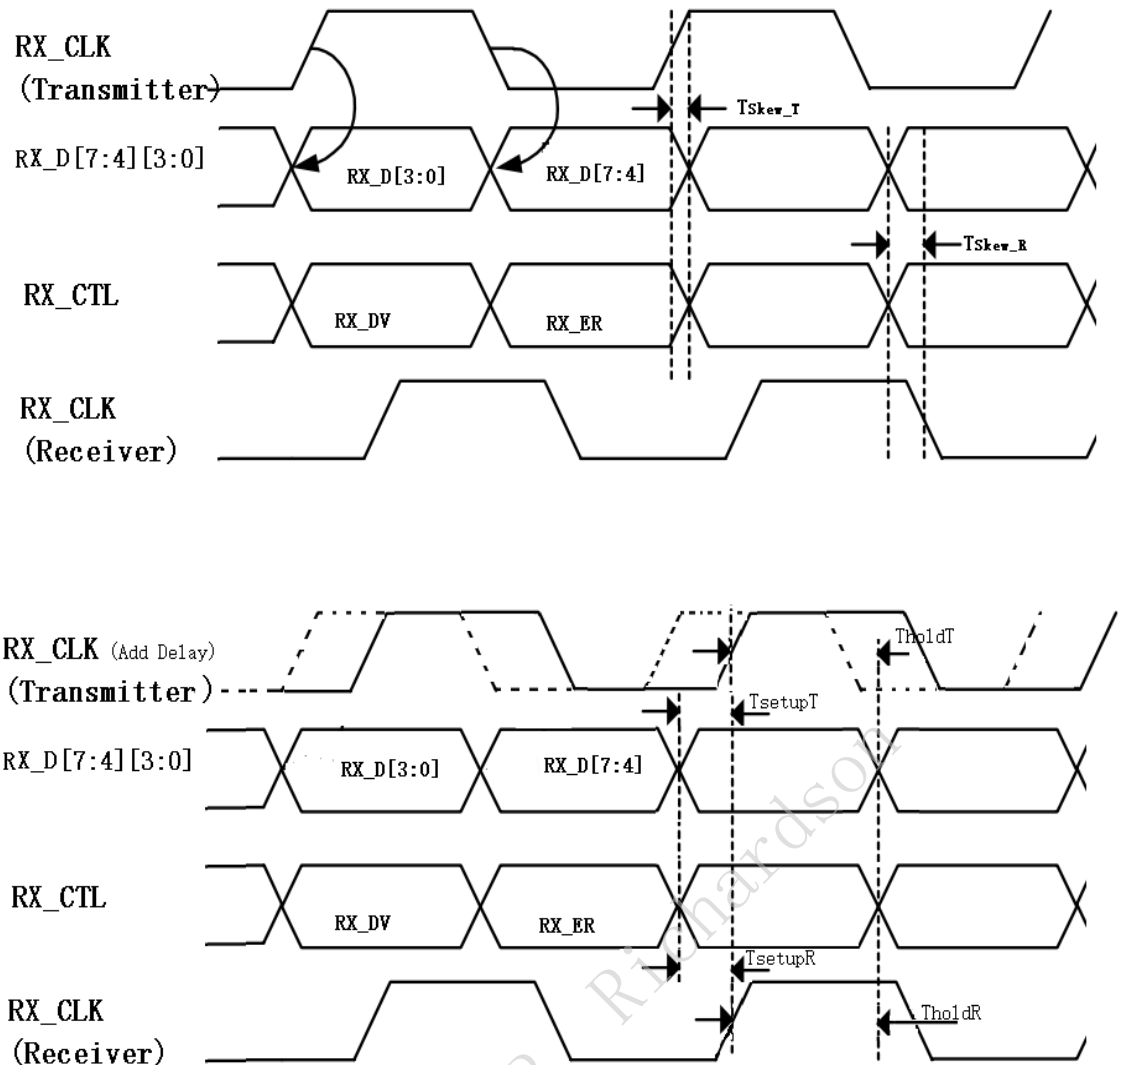 RX_CLK
(Transmitter)
TSkew_T
RX_D[7:4][3:0]
RX_D[3:0]
RX_D[7:4]
TSkew_R
RX_CTL
RX_DV
RX_ER
RX_CLK
(Receiver)
RX_CLK (Add Delay)
(Transmitter)
TholdT
TsetupT
RX_D[7:4][3:0]
RX_D[3:0]
RX_D[7:4]
RX_CTL
RX_DV
RX_ER
TsetupR
Richardson
RX_CLK
(Receiver)
TholdR